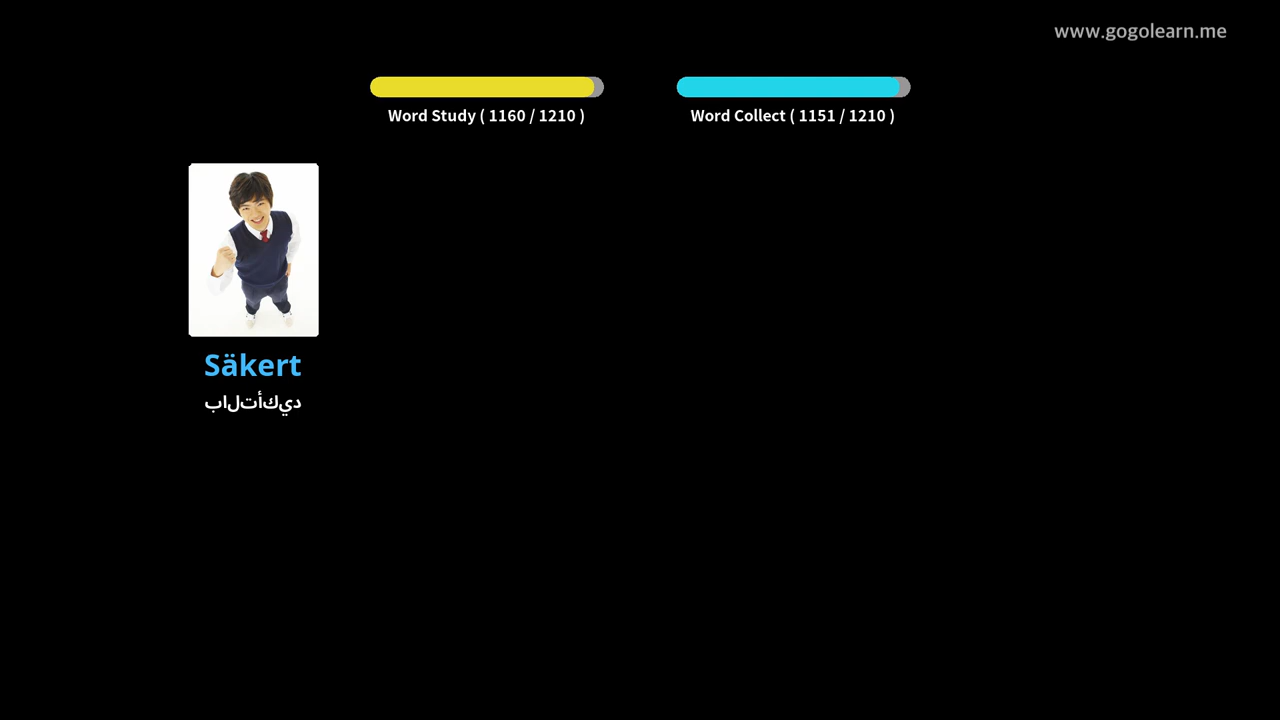 www.gogolearn.me
Word Study ( 1160 / 1210 )
Word Collect ( 1151 / 1210 )
Säkert
بالتأكيد